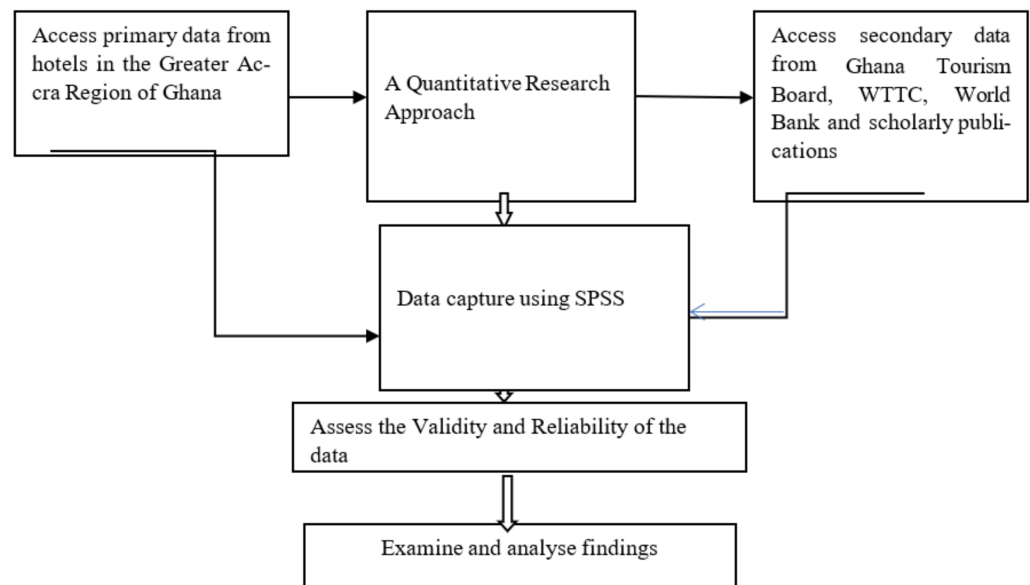 Access primary data from
hotels in the Greater Ac-
cra Region of Ghana
A Quantitative Research
Approach
Access secondary data
from Ghana Tourism
Board, WTTC, World
Bank and scholarly publi-
cations
Data capture using SPSS
Assess the Validity and Reliability of the
data
Examine and analyse findings